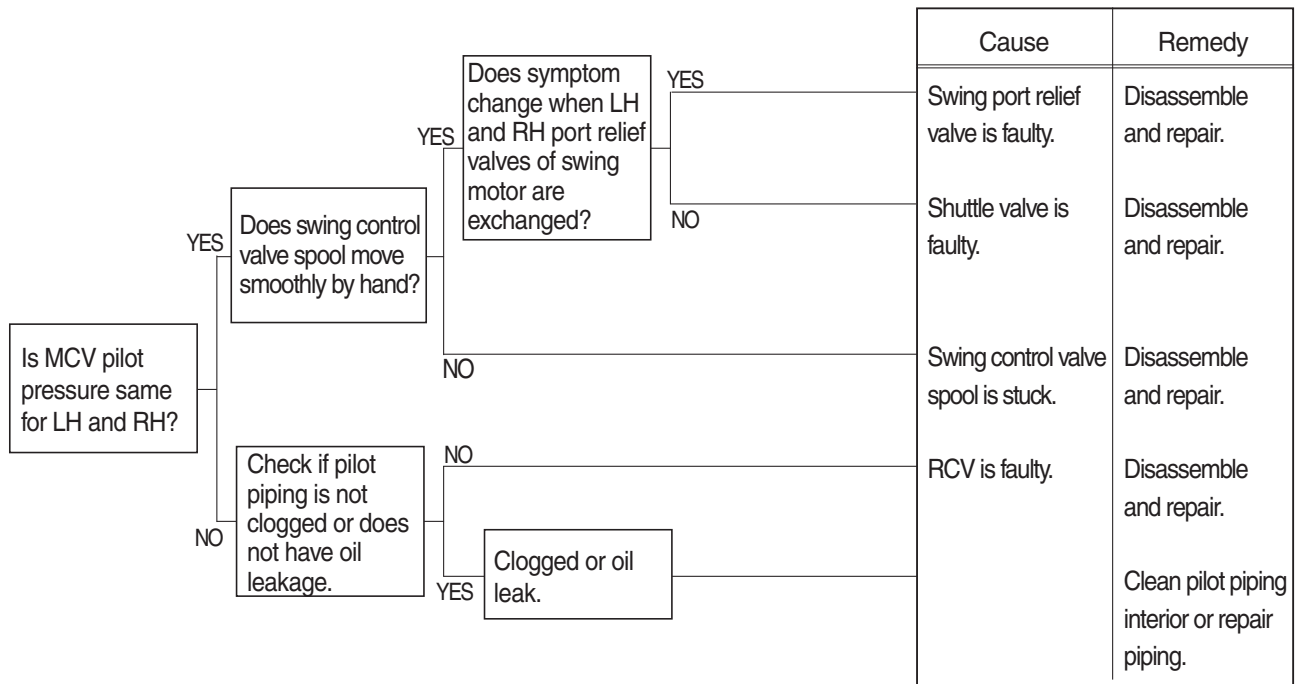 Is MCV pilot
pressure same
for LH and RH?
YES
Does swing control
valve spool move
smoothly by hand?
YES
Does symptom
change when LH
and RH port relief
valves of swing
motor are
exchanged?
YES
NO
NO
NO
Check if pilot
piping is not
clogged or does
not have oil
leakage.
NO
YES
Clogged or oil
leak.
Cause
Remedy
Swing port relief
valve is faulty.
Disassemble
and repair.
Shuttle valve is
faulty.
Disassemble
and repair.
Swing control valve
spool is stuck.
Disassemble
and repair.
RCV is faulty.
Disassemble
and repair.
Clean pilot piping
interior or repair
piping.